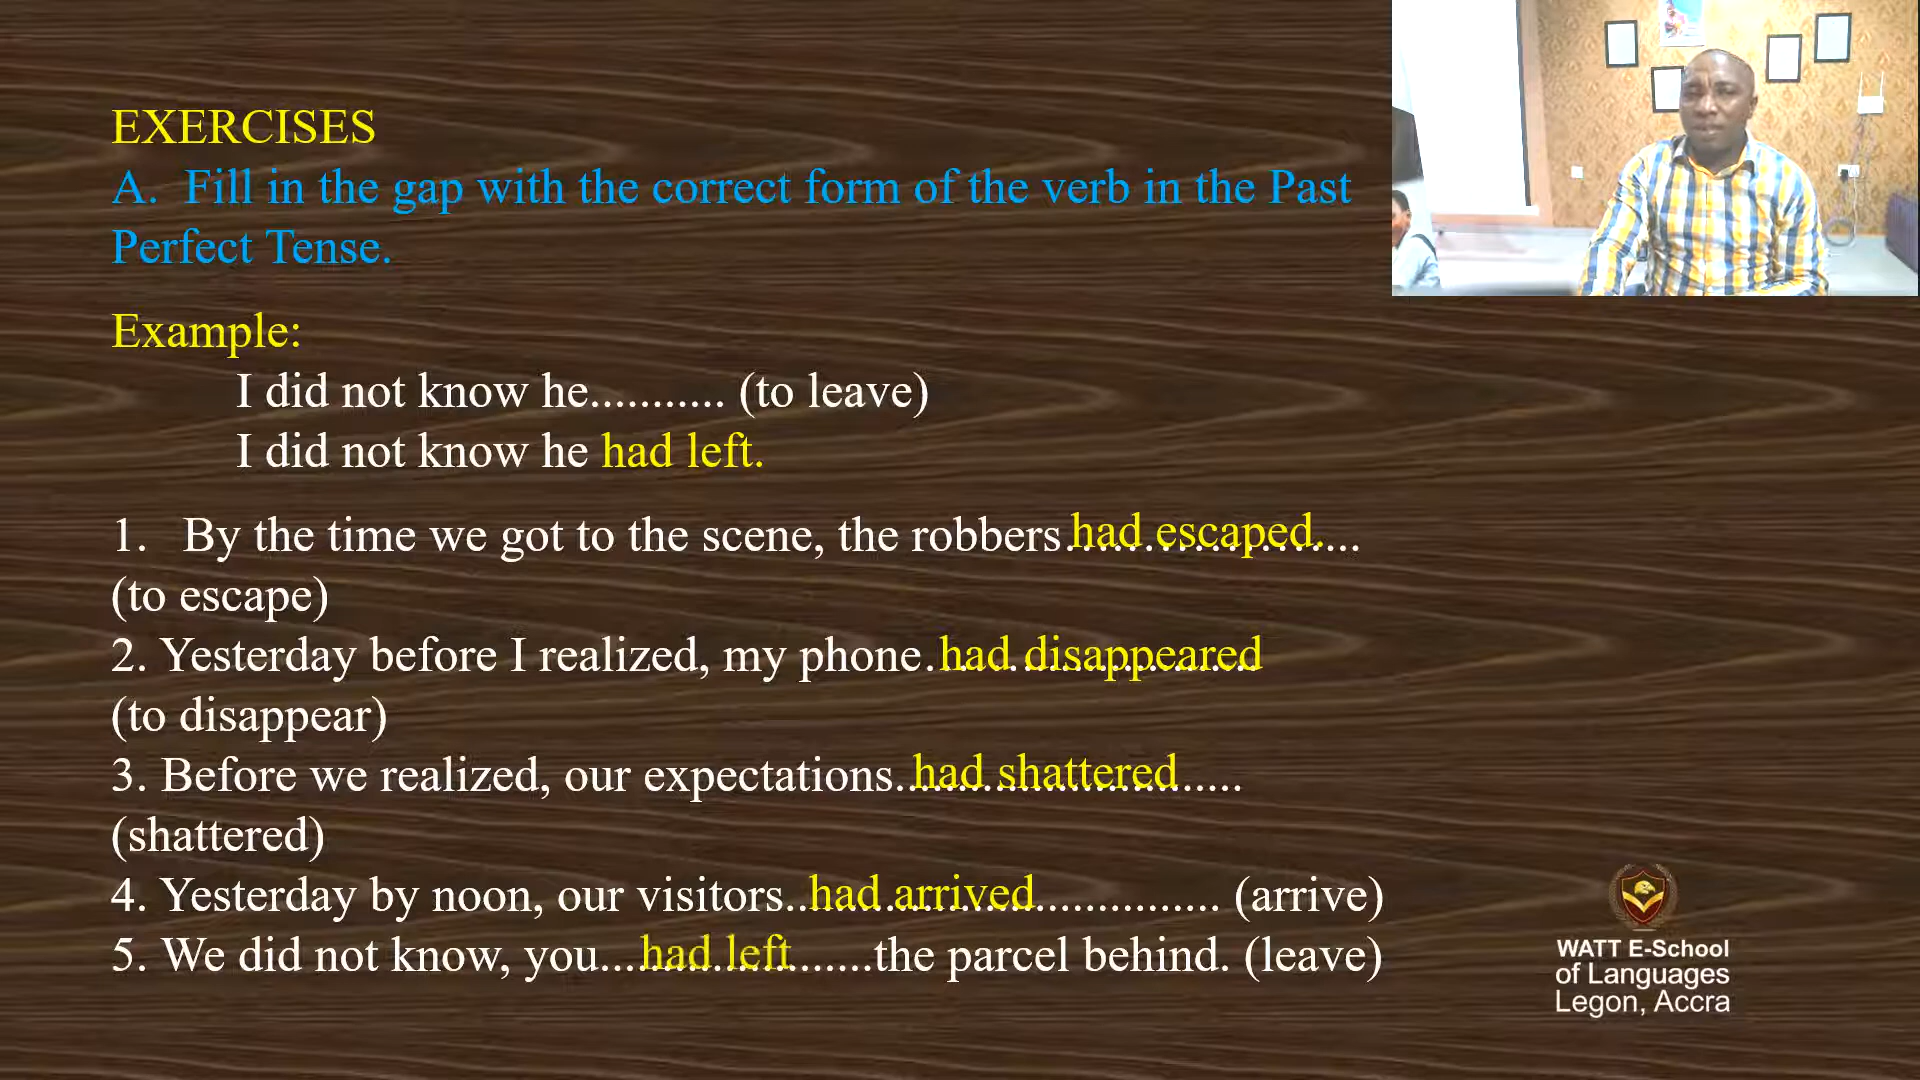 EXERCISES
A. Fill in the gap with the correct form of the verb in the Past
Perfect Tense.
Example:
I did not know he........... (to leave)
I did not know he had left.
1. By the time we got to the scene, the robbers had escaped....
(to escape)
2. Yesterday before I realized, my phone. had disappeared
(to disappear)
3. Before we realized, our expectations..had shattered.....
(shattered)
4. Yesterday by noon, our visitors..had arrived............... (arrive)
5. We did not know, you...had left......the parcel behind. (leave)
WATT E-School
of Languages
Legon, Accra